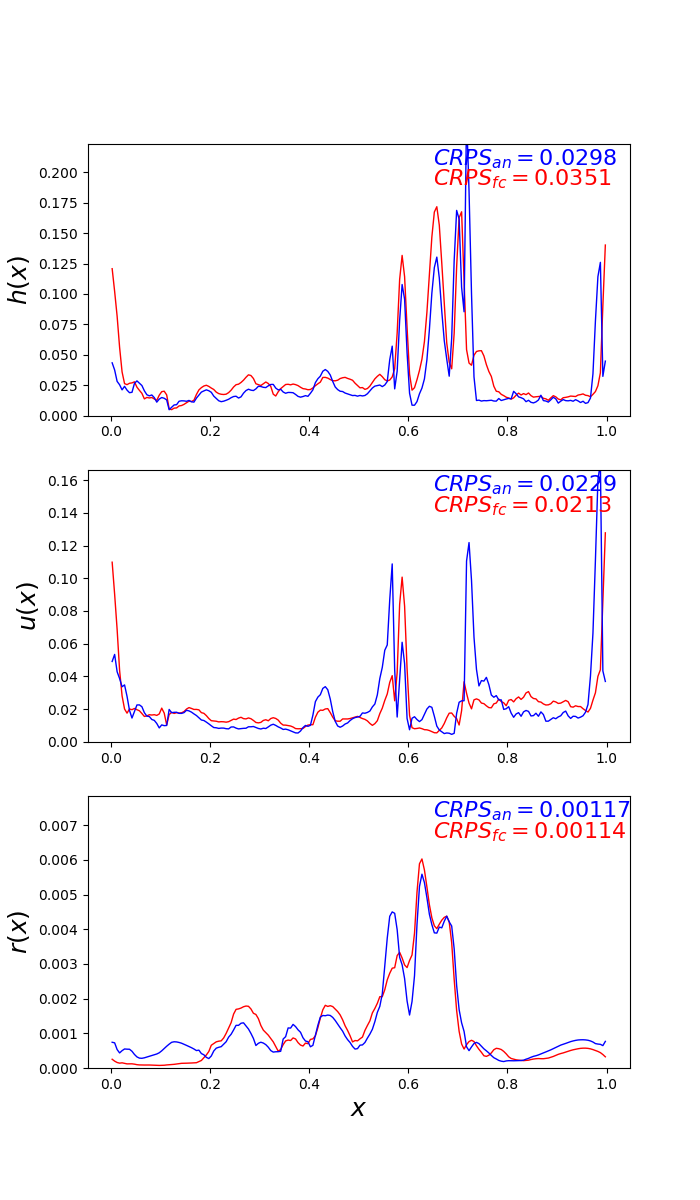 CRPS_an = 0.0298
CRPS_fc = 0.0351
0.200
0.175
0.150
0.125
0.100
0.075
0.050
0.025
0.000
h(x)
0.0 0.2 0.4 0.6 0.8 1.0
CRPS_an = 0.0229
CRPS_fc = 0.0213
0.16
0.14
0.12
0.10
0.08
0.06
0.04
0.02
0.00
u(x)
0.0 0.2 0.4 0.6 0.8 1.0
CRPS_an = 0.00117
CRPS_fc = 0.00114
0.007
0.006
0.005
0.004
0.003
0.002
0.001
0.000
r(x)
0.0 0.2 0.4 0.6 0.8 1.0
x